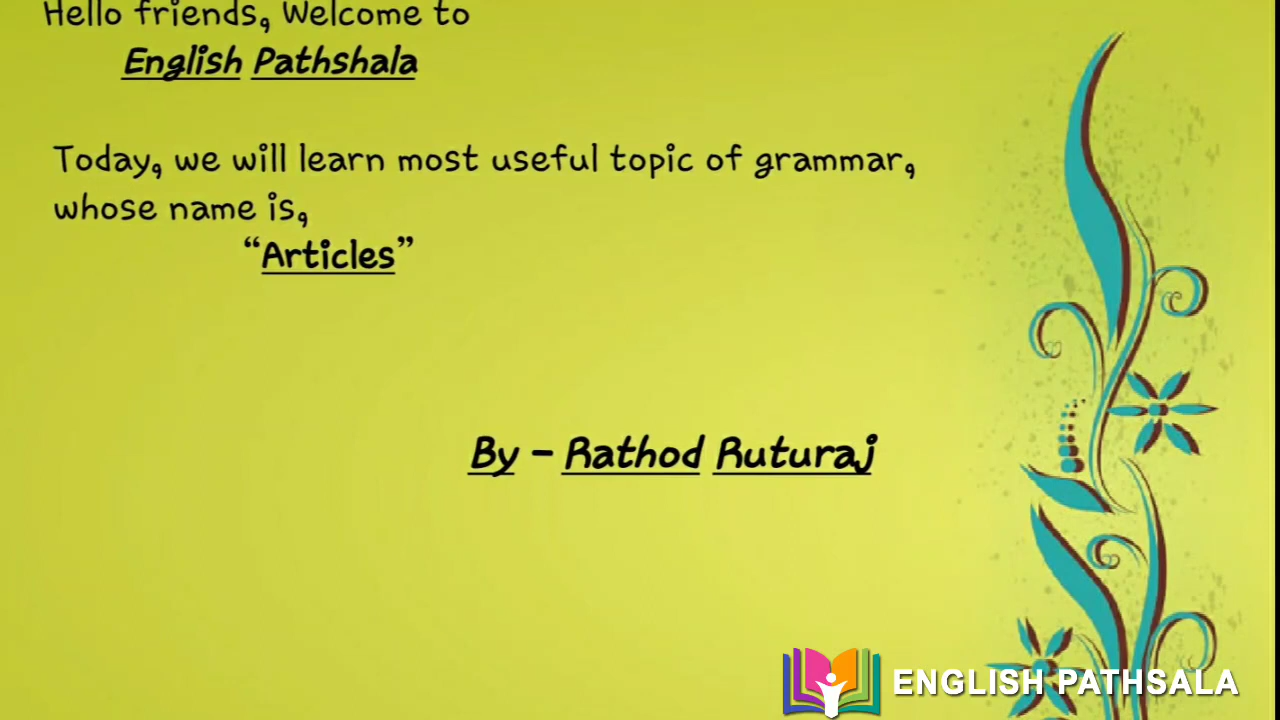 Hello friends, Welcome to
English Pathshala
Today, we will learn most useful topic of grammar,
whose name is,
“Articles”
By - Rathod Ruturaj
ENGLISH PATHSALA